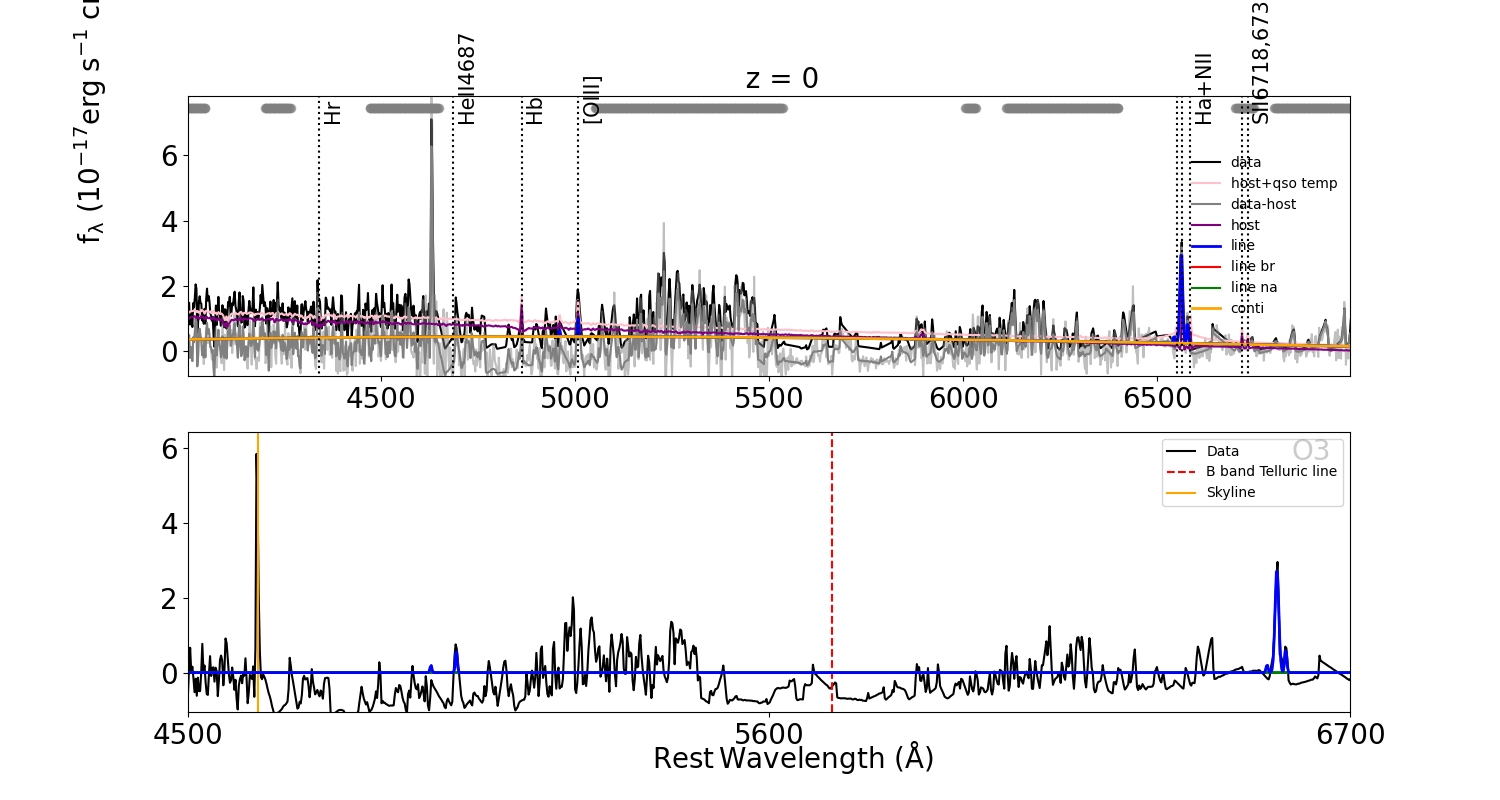 z = 0
f_λ (10^−17 erg s^−1
Hr
HeII4687
Hb
[OIII]
Ha+NII
SII6718,673
6
4
2
0
data
host+qso temp
data-host
host
line
line br
line na
conti
4500
5000
5500
6000
6500
6
4
2
0
O3
Data
B band Telluric line
Skyline
4500
5600
6700
Rest Wavelength (Å)